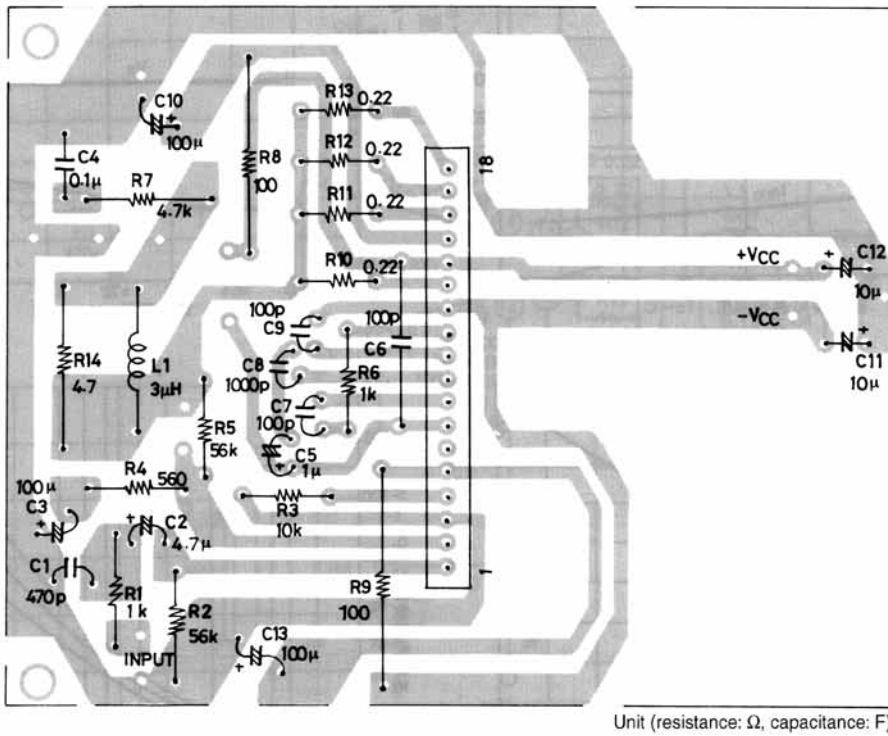 C10
100µ
C4
0.1µ
R7
4.7k
R8
100
R13
0.22
R12
0.22
R11
0.22
R10
0.22
18
+VCC
C12
10µ
-VCC
C11
10µ
100p
C9
C8
1000p
100p
C6
R6
1k
C7
100p
C5
1µ
R14
4.7
L1
3µH
R5
56k
R4
560
100µ
C3
C2
4.7µ
R3
10k
C1
470p
R1
1k
R2
56k
R9
100
1
INPUT
C13
100µ
Unit (resistance: Ω, capacitance: F)